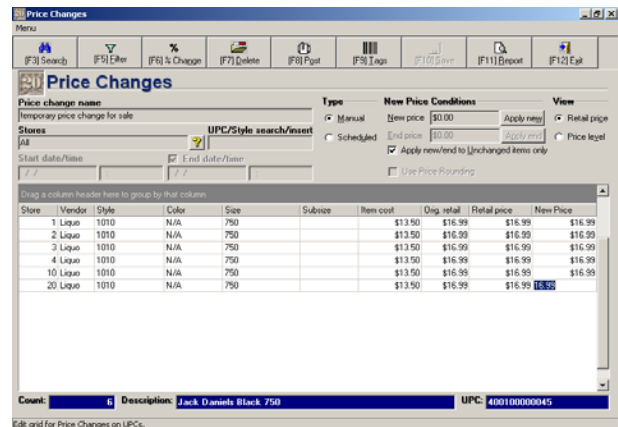 Price Changes
Menu
[F3] Search [F5] Filter [F6] % Change [F7] Delete [F8] Post [F9] Tags [F10] Save [F11] Report [F12] Exit
Price Changes
Price change name Type New Price Conditions View
temporary price change for sale Manual New price $0.00 Apply new Retail price
Stores UPC/Style search/insert Scheduled End price $0.00 Apply end Price level
All ? Apply new/end to Unchanged items only
Start date/time End date/time
/ / : / / : Use Price Rounding
Drag a column header here to group by that column
Store Vendor Style Color Size Subsize Item cost Orig. retail Retail price New Price
1 Liquo 1010 N/A 750 $13.50 $16.99 $16.99 $16.99
2 Liquo 1010 N/A 750 $13.50 $16.99 $16.99 $16.99
3 Liquo 1010 N/A 750 $13.50 $16.99 $16.99 $16.99
4 Liquo 1010 N/A 750 $13.50 $16.99 $16.99 $16.99
10 Liquo 1010 N/A 750 $13.50 $16.99 $16.99 $16.99
20 Liquo 1010 N/A 750 $13.50 $16.99 $16.99 16.99
Count: 6 Description: Jack Daniels Black 750 UPC: 400100000045
Edit grid for Price Changes on UPCs.